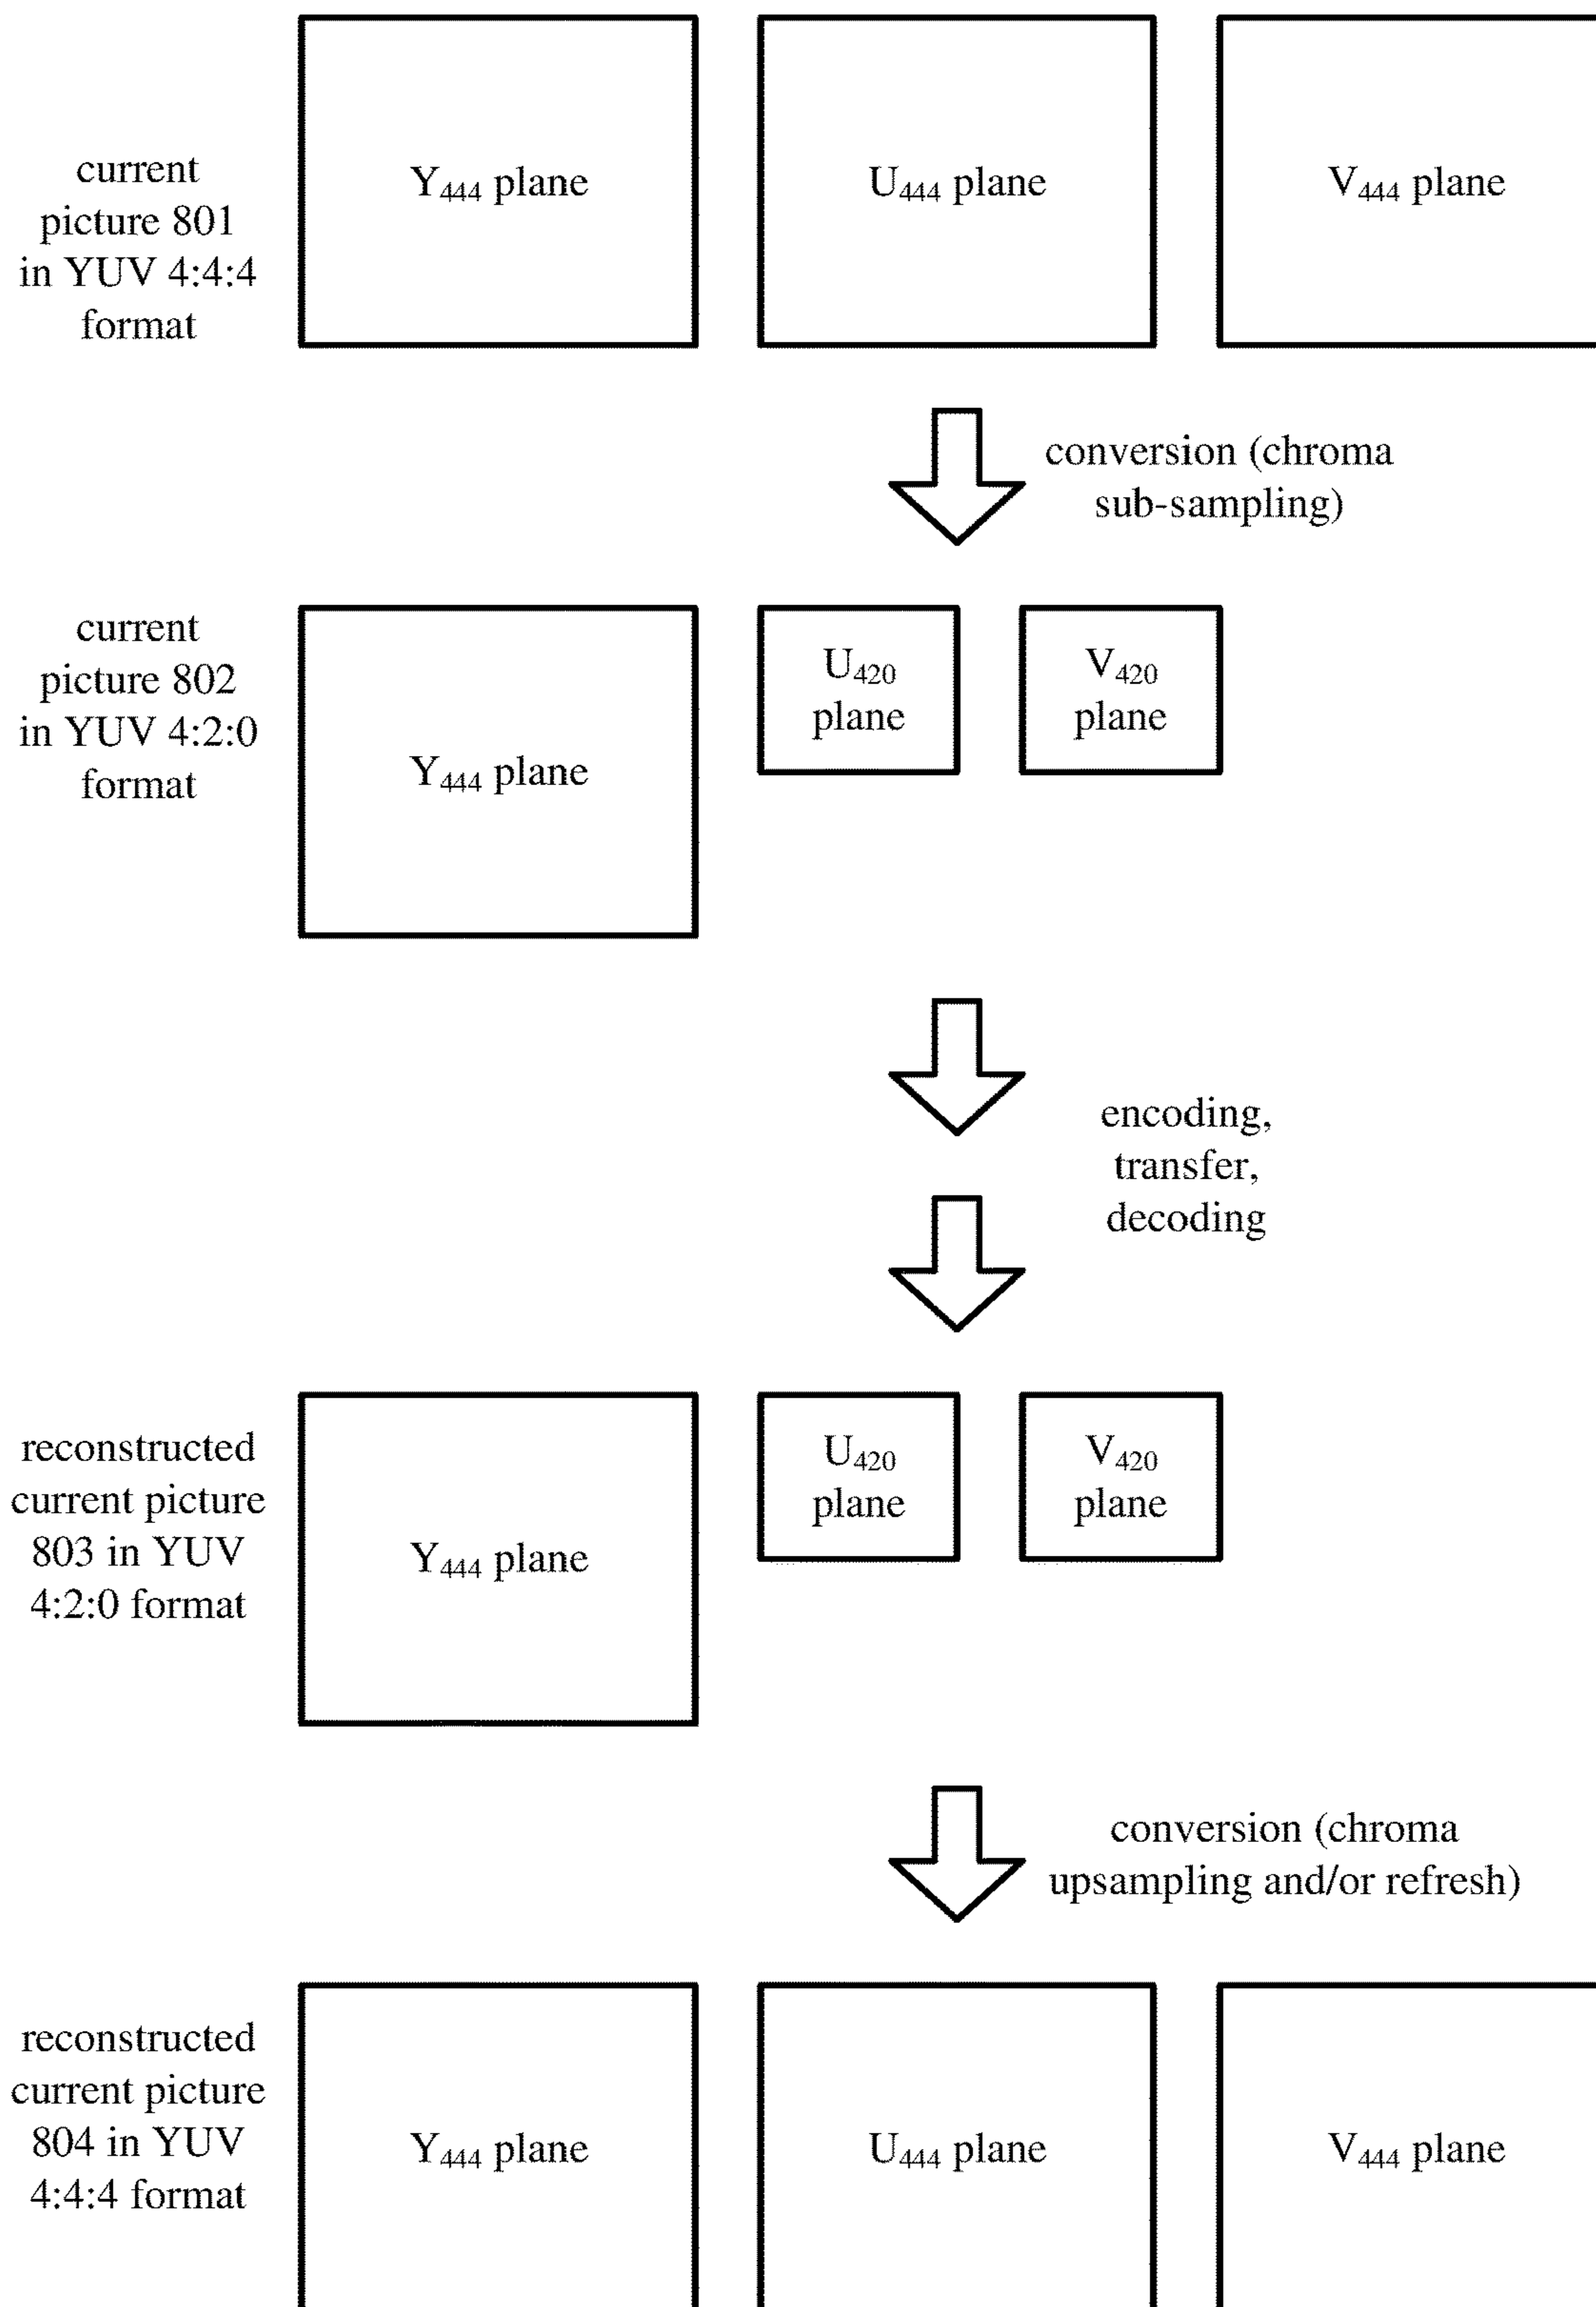 current
picture 801
in YUV 4:4:4
format
Y₄₄₄ plane
U₄₄₄ plane
V₄₄₄ plane
conversion (chroma
sub-sampling)
current
picture 802
in YUV 4:2:0
format
Y₄₄₄ plane
U₄₂₀
plane
V₄₂₀
plane
encoding,
transfer,
decoding
reconstructed
current picture
803 in YUV
4:2:0 format
Y₄₄₄ plane
U₄₂₀
plane
V₄₂₀
plane
conversion (chroma
upsampling and/or refresh)
reconstructed
current picture
804 in YUV
4:4:4 format
Y₄₄₄ plane
U₄₄₄ plane
V₄₄₄ plane